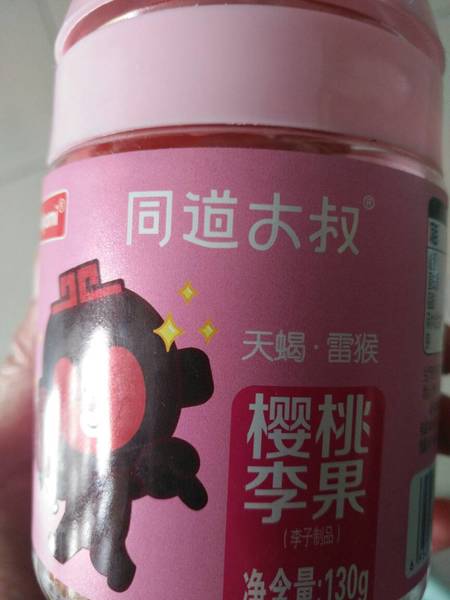 同道大叔®
天蝎·雷猴
樱桃
李果
(李子制品)
净含量:130g